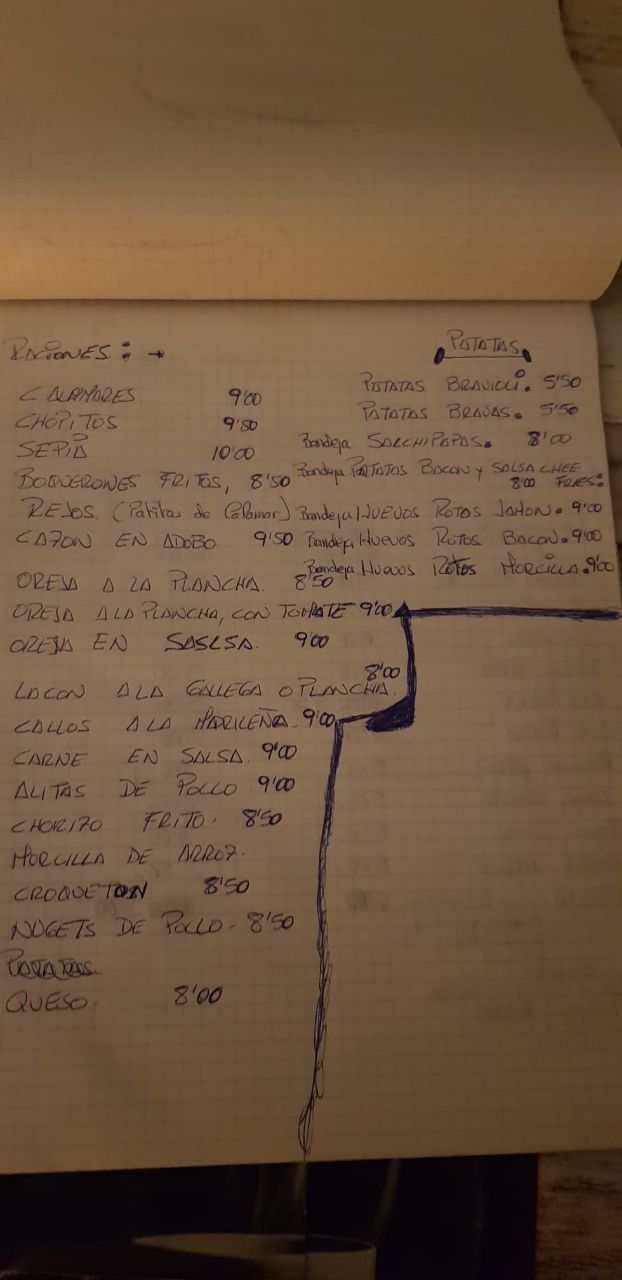 RACIONES: →
CALAMARES 9'00
CHOPITOS 9'50
SEPIA 10'00
BOQUERONES FRITOS, 8'50
REJOS. (Patitas de Calamar)
CAZON EN ADOBO. 9'50
OREJA A LA PLANCHA. 8'50
OREJA A LA PLANCHA, CON TOMATE 9'00
OREJA EN SASLSA. 9'00
LACON A LA GALLEGA O PLANCHA. 8'00
CALLOS A LA MADRILEÑA. 9'00
CARNE EN SALSA. 9'00
ALITAS DE POLLO. 9'00
CHORIZO FRITO. 8'50
MORCILLA DE ARROZ.
CROQUETON 8'50
NUGETS DE POLLO. 8'50
PATATAS
QUESO. 8'00
PATATAS
PATATAS 5'50
PATATAS BRAVAS. 5'50
Bandeja SALCHIPAPAS. 8'00
Bandeja PATATAS BACON Y SALSA CHEE
8'00 FRIES:
Bandeja HUEVOS ROTOS JAMON. 9'00
Bandeja HUEVOS ROTOS BACON. 9'00
Bandeja HUEVOS ROTOS MORCILLA. 9'00